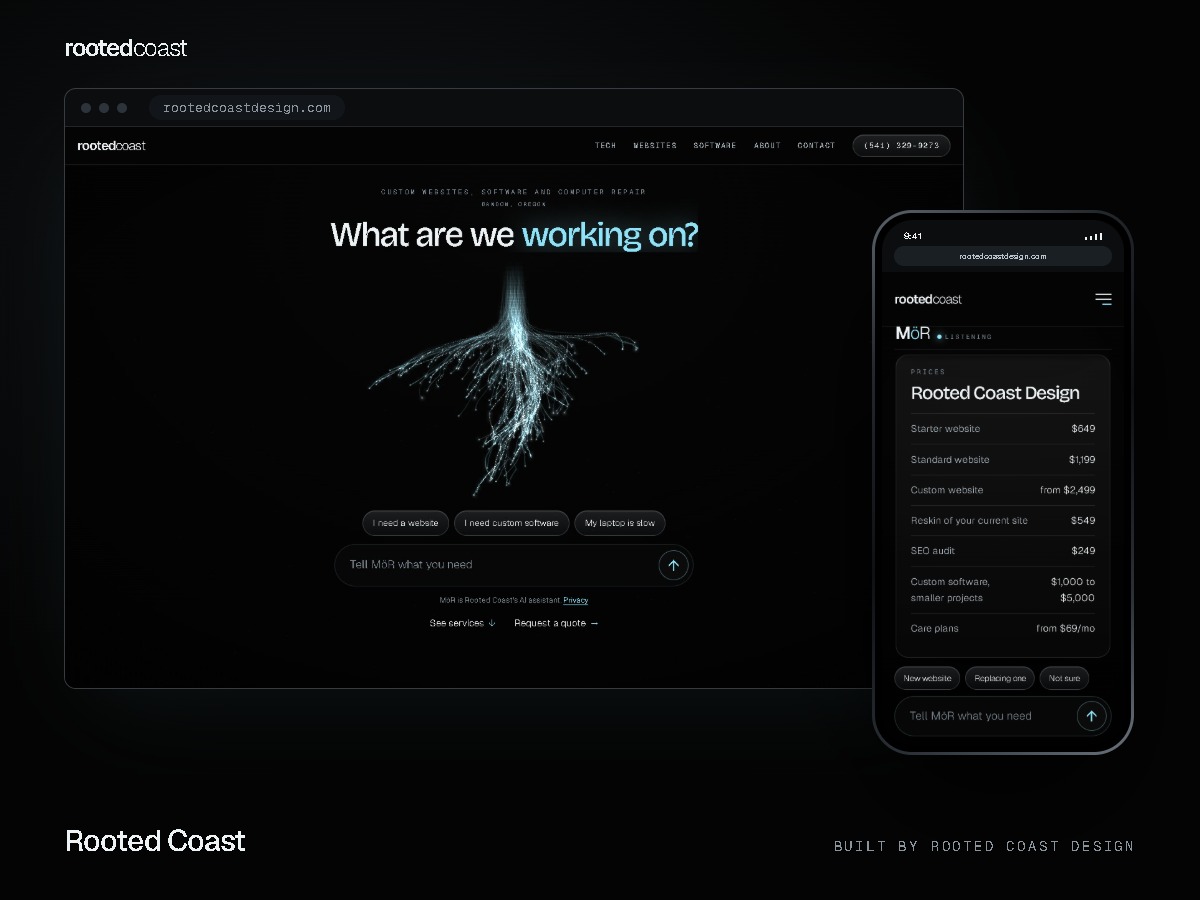 rootedcoast
rootedcoastdesign.com
rootedcoast
TECH WEBSITES SOFTWARE ABOUT CONTACT (541) 329-9273
CUSTOM WEBSITES, SOFTWARE AND COMPUTER REPAIR
BANDON, OREGON
What are we working on?
I need a website I need custom software My laptop is slow
Tell MöR what you need
MöR is Rooted Coast's AI assistant. Privacy
See services ↓ Request a quote →
9:41
rootedcoastdesign.com
rootedcoast
MöR LISTENING
PRICES
Rooted Coast Design
Starter website $649
Standard website $1,199
Custom website from $2,499
Reskin of your current site $549
SEO audit $249
Custom software, $1,000 to
smaller projects $5,000
Care plans from $69/mo
New website Replacing one Not sure
Tell MöR what you need
Rooted Coast
BUILT BY ROOTED COAST DESIGN